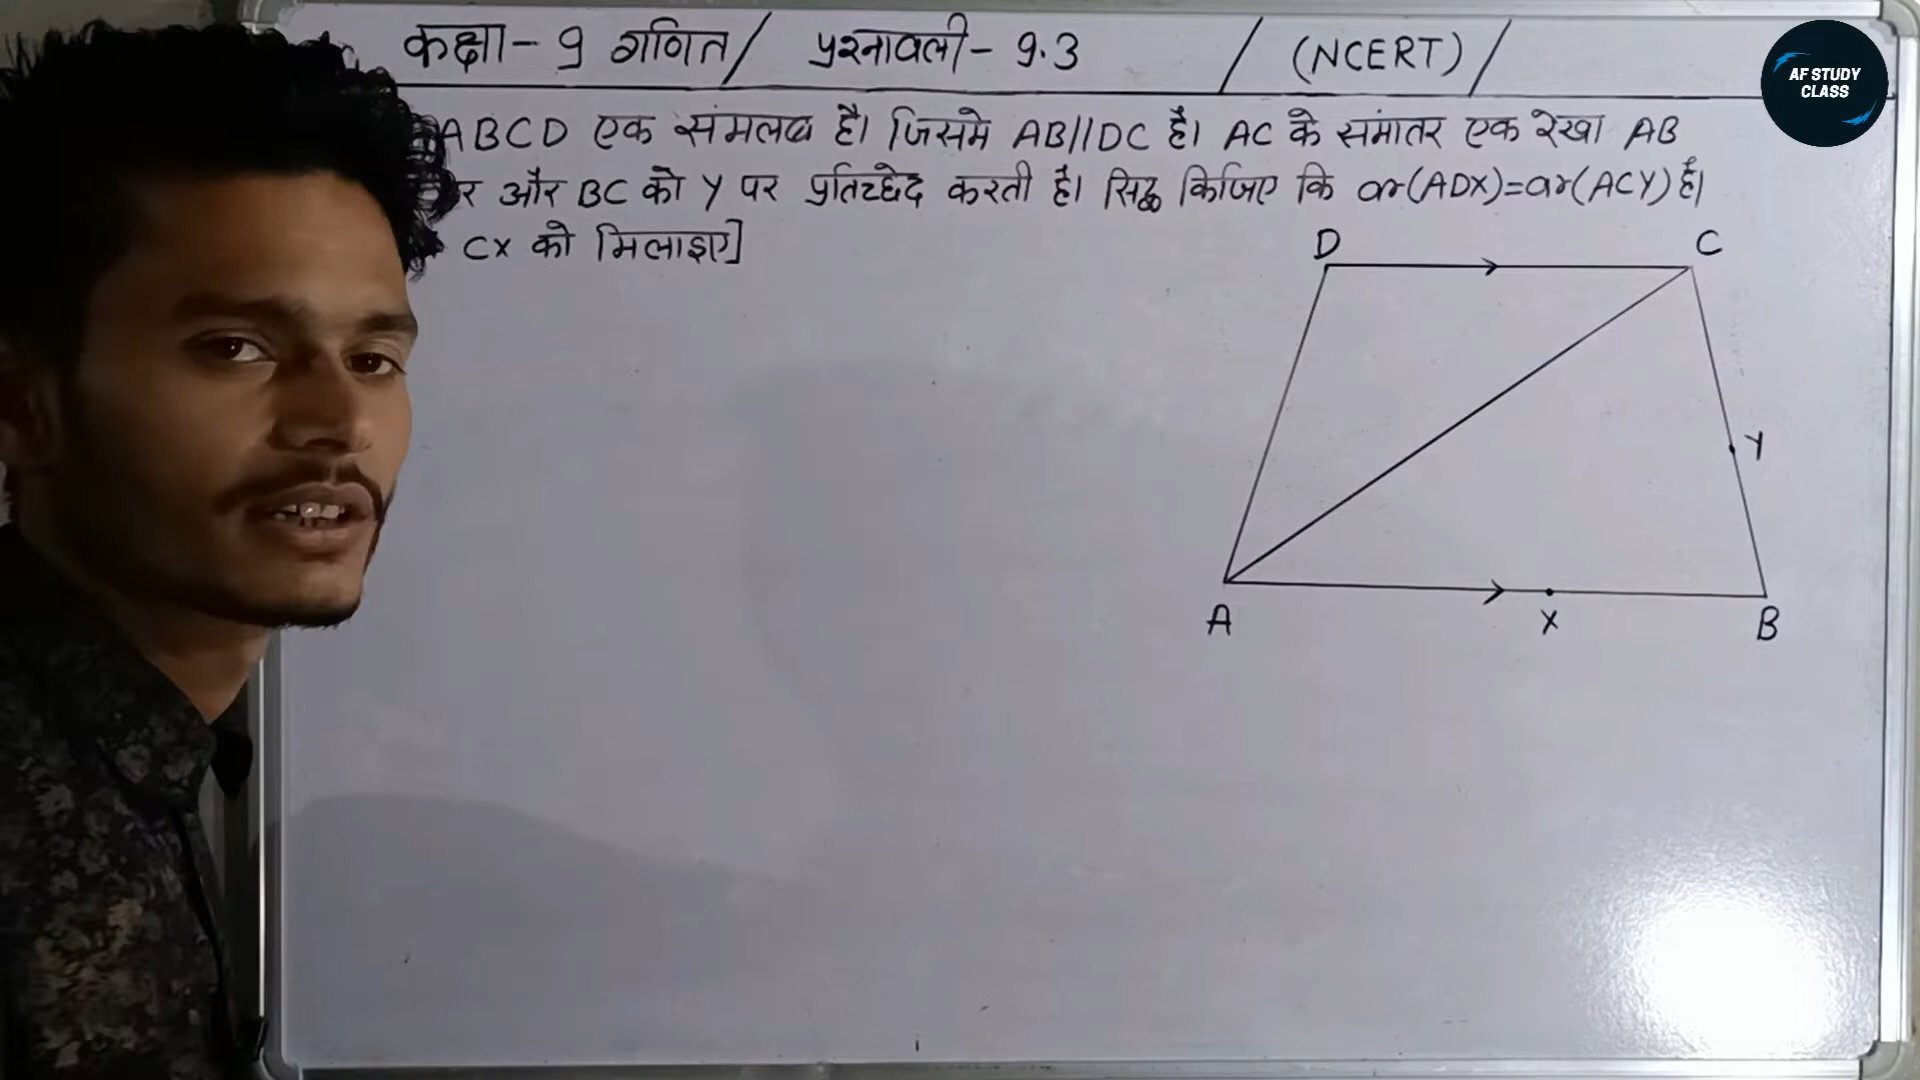 कक्षा - 9 गणित / प्रश्नावली - 9.3 / (NCERT) /
AF STUDY
CLASS
ABCD एक संमलम्ब है। जिसमे AB//DC है। AC के समांतर एक रेखा AB
और BC को Y पर प्रतिच्छेद करती है। सिद्ध किजिए कि ar(ADX)=ar(ACY) है।
CX को मिलाइए]
D C
Y
A X B